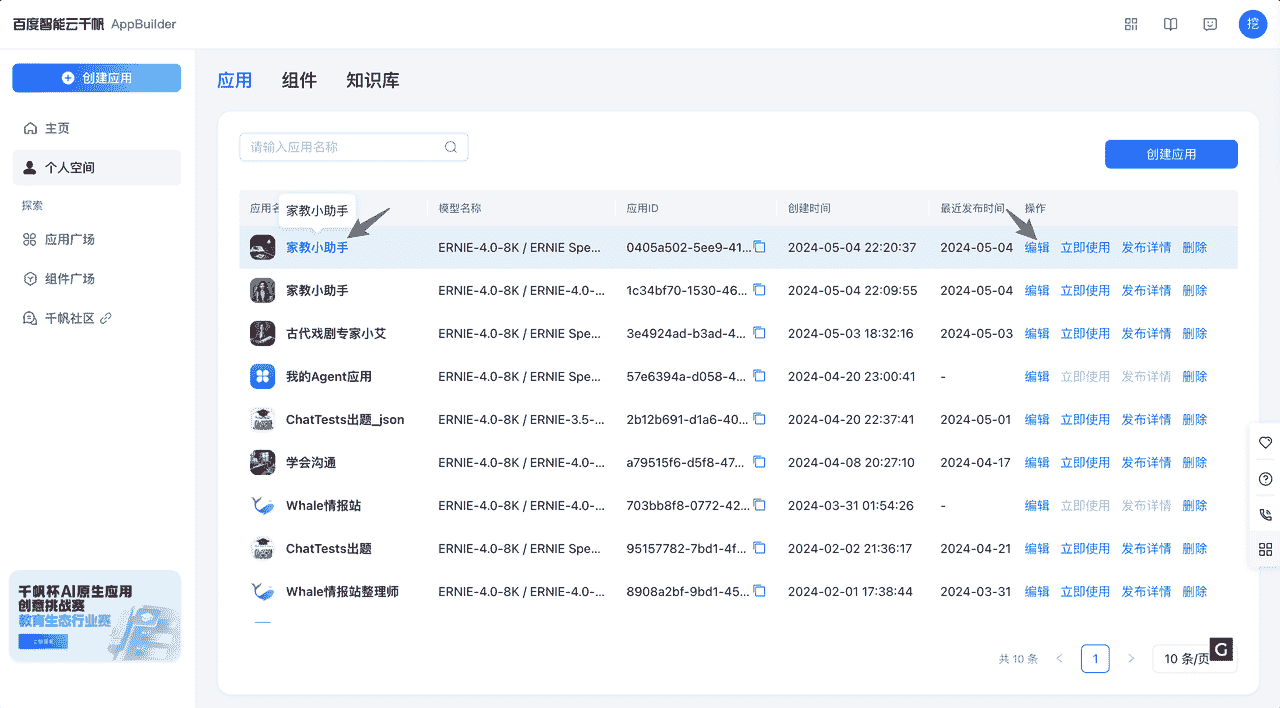 百度智能云千帆 AppBuilder
挖
创建应用
主页
个人空间
探索
应用广场
组件广场
千帆社区
千帆杯AI原生应用
创意挑战赛
教育生态行业赛
应用 组件 知识库
请输入应用名称
创建应用
家教小助手
应用名 模型名称 应用ID 创建时间 最近发布时间 操作
家教小助手 ERNIE-4.0-8K / ERNIE Spe... 0405a502-5ee9-41... 2024-05-04 22:20:37 2024-05-04 编辑 立即使用 发布详情 删除
家教小助手 ERNIE-4.0-8K / ERNIE-4.0-... 1c34bf70-1530-46... 2024-05-04 22:09:55 2024-05-04 编辑 立即使用 发布详情 删除
古代戏剧专家小艾 ERNIE-4.0-8K / ERNIE Spe... 3e4924ad-b3ad-4... 2024-05-03 18:32:16 2024-05-03 编辑 立即使用 发布详情 删除
我的Agent应用 ERNIE-4.0-8K / ERNIE Spe... 57e6394a-d058-4... 2024-04-20 23:00:41 - 编辑 立即使用 发布详情 删除
ChatTests出题_json ERNIE-4.0-8K / ERNIE-3.5-... 2b12b691-d1a6-40... 2024-04-20 22:37:41 2024-05-01 编辑 立即使用 发布详情 删除
学会沟通 ERNIE-4.0-8K / ERNIE-4.0-... a79515f6-d5f8-47... 2024-04-08 20:27:10 2024-04-17 编辑 立即使用 发布详情 删除
Whale情报站 ERNIE-4.0-8K / ERNIE-4.0-... 703bb8f8-0772-42... 2024-03-31 01:54:26 - 编辑 立即使用 发布详情 删除
ChatTests出题 ERNIE-4.0-8K / ERNIE Spe... 95157782-7bd1-4f... 2024-02-02 21:36:17 2024-04-21 编辑 立即使用 发布详情 删除
Whale情报站整理师 ERNIE-4.0-8K / ERNIE-4.0-... 8908a2bf-9bd1-45... 2024-02-01 17:38:44 2024-03-31 编辑 立即使用 发布详情 删除
共 10 条 1 10 条/页
G